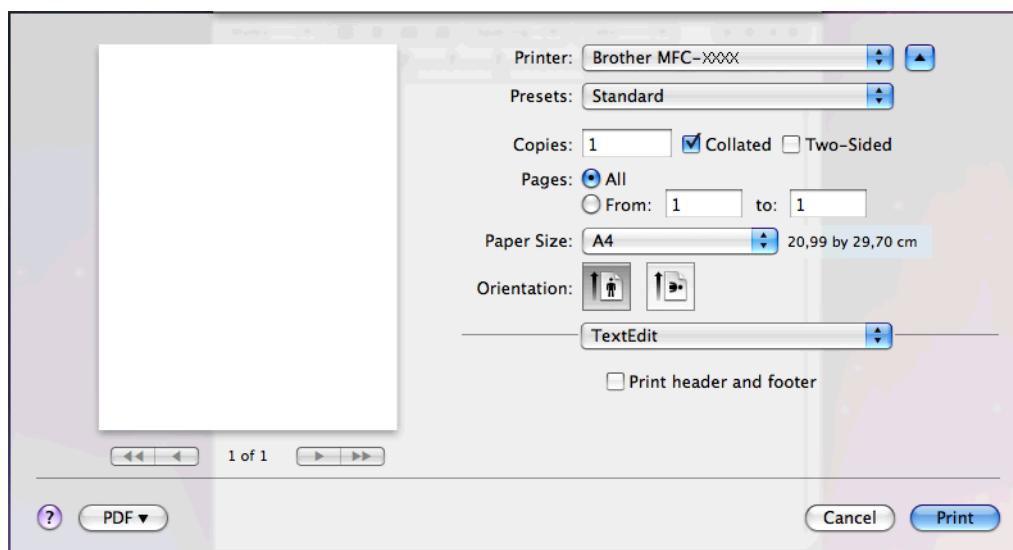 Printer: Brother MFC-XXXX
Presets: Standard
Copies: 1 Collated Two-Sided
Pages: All
From: 1 to: 1
Paper Size: A4 20,99 by 29,70 cm
Orientation:
TextEdit
Print header and footer
1 of 1
? PDF Cancel Print